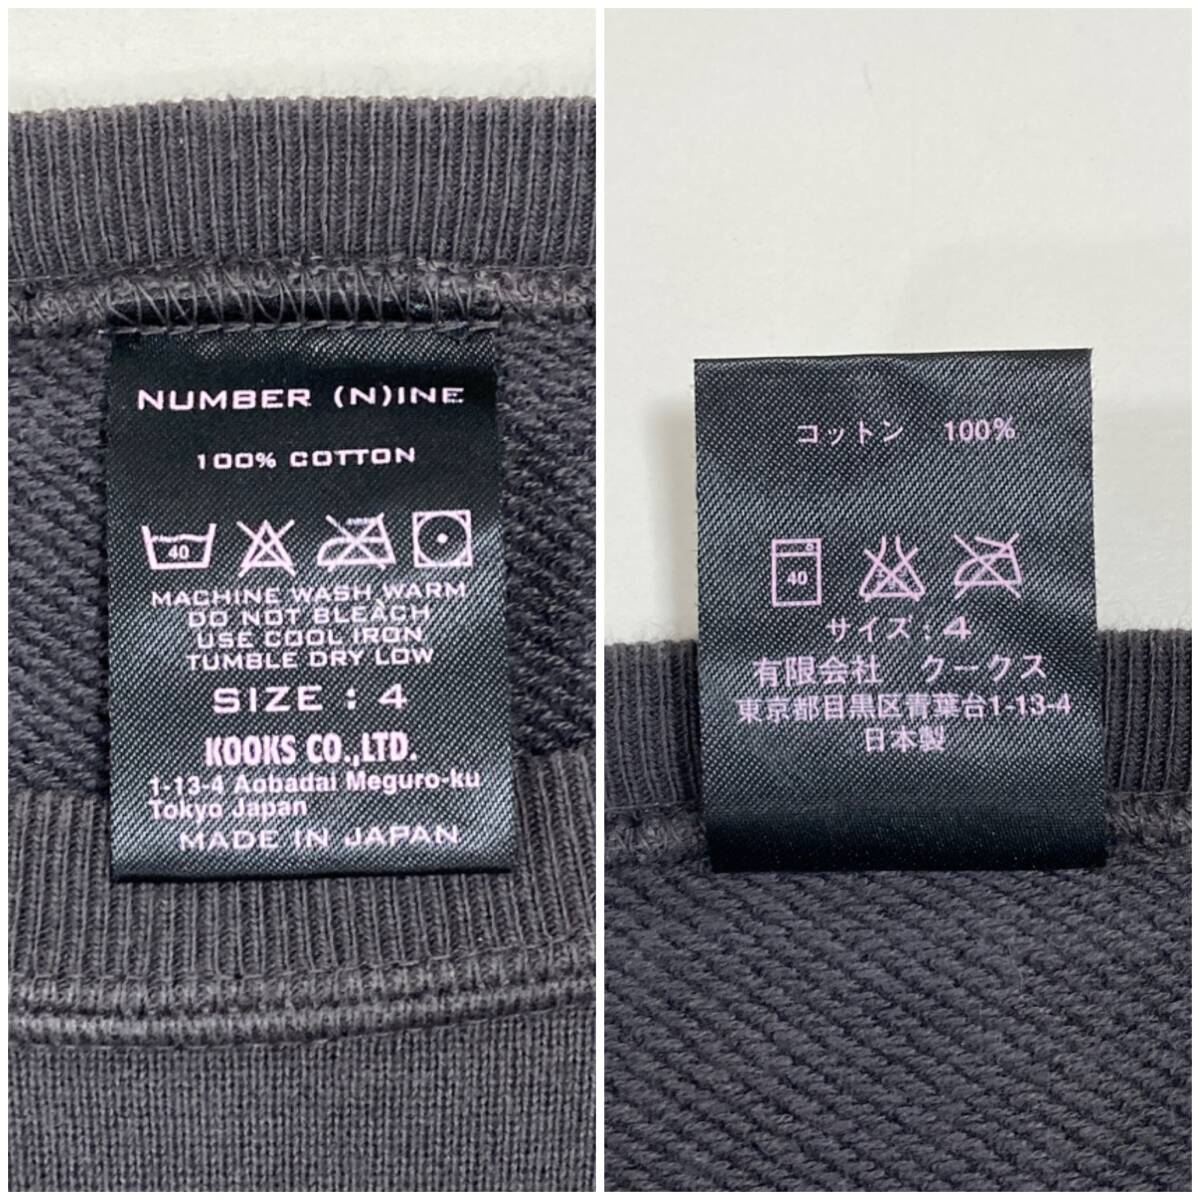 NUMBER (N)INE
100% COTTON
40
MACHINE WASH WARM
DO NOT BLEACH
USE COOL IRON
TUMBLE DRY LOW
SIZE : 4
KOOKS CO.,LTD.
1-13-4 Aobadai Meguro-ku
Tokyo Japan
MADE IN JAPAN
コットン 100%
40
サイズ : 4
有限会社 クークス
東京都目黒区青葉台1-13-4
日本製